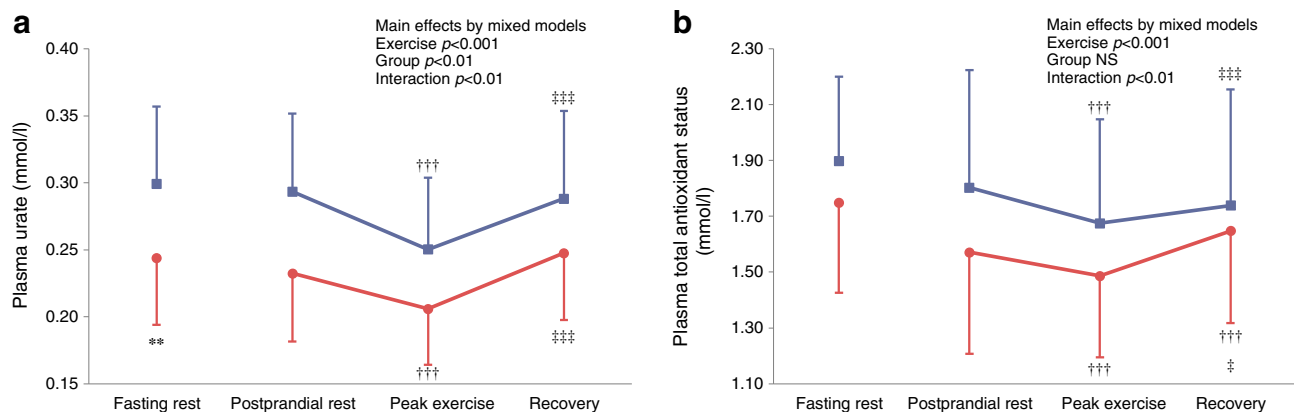 a
Main effects by mixed models
Exercise p<0.001
Group p<0.01
Interaction p<0.01
Plasma urate (mmol/l)
0.40
0.35
0.30
0.25
0.20
0.15
†††
‡‡‡
**
†††
‡‡‡
Fasting rest Postprandial rest Peak exercise Recovery
b
Main effects by mixed models
Exercise p<0.001
Group NS
Interaction p<0.01
Plasma total antioxidant status
(mmol/l)
2.30
2.10
1.90
1.70
1.50
1.30
1.10
†††
‡‡‡
†††
†††
‡
Fasting rest Postprandial rest Peak exercise Recovery